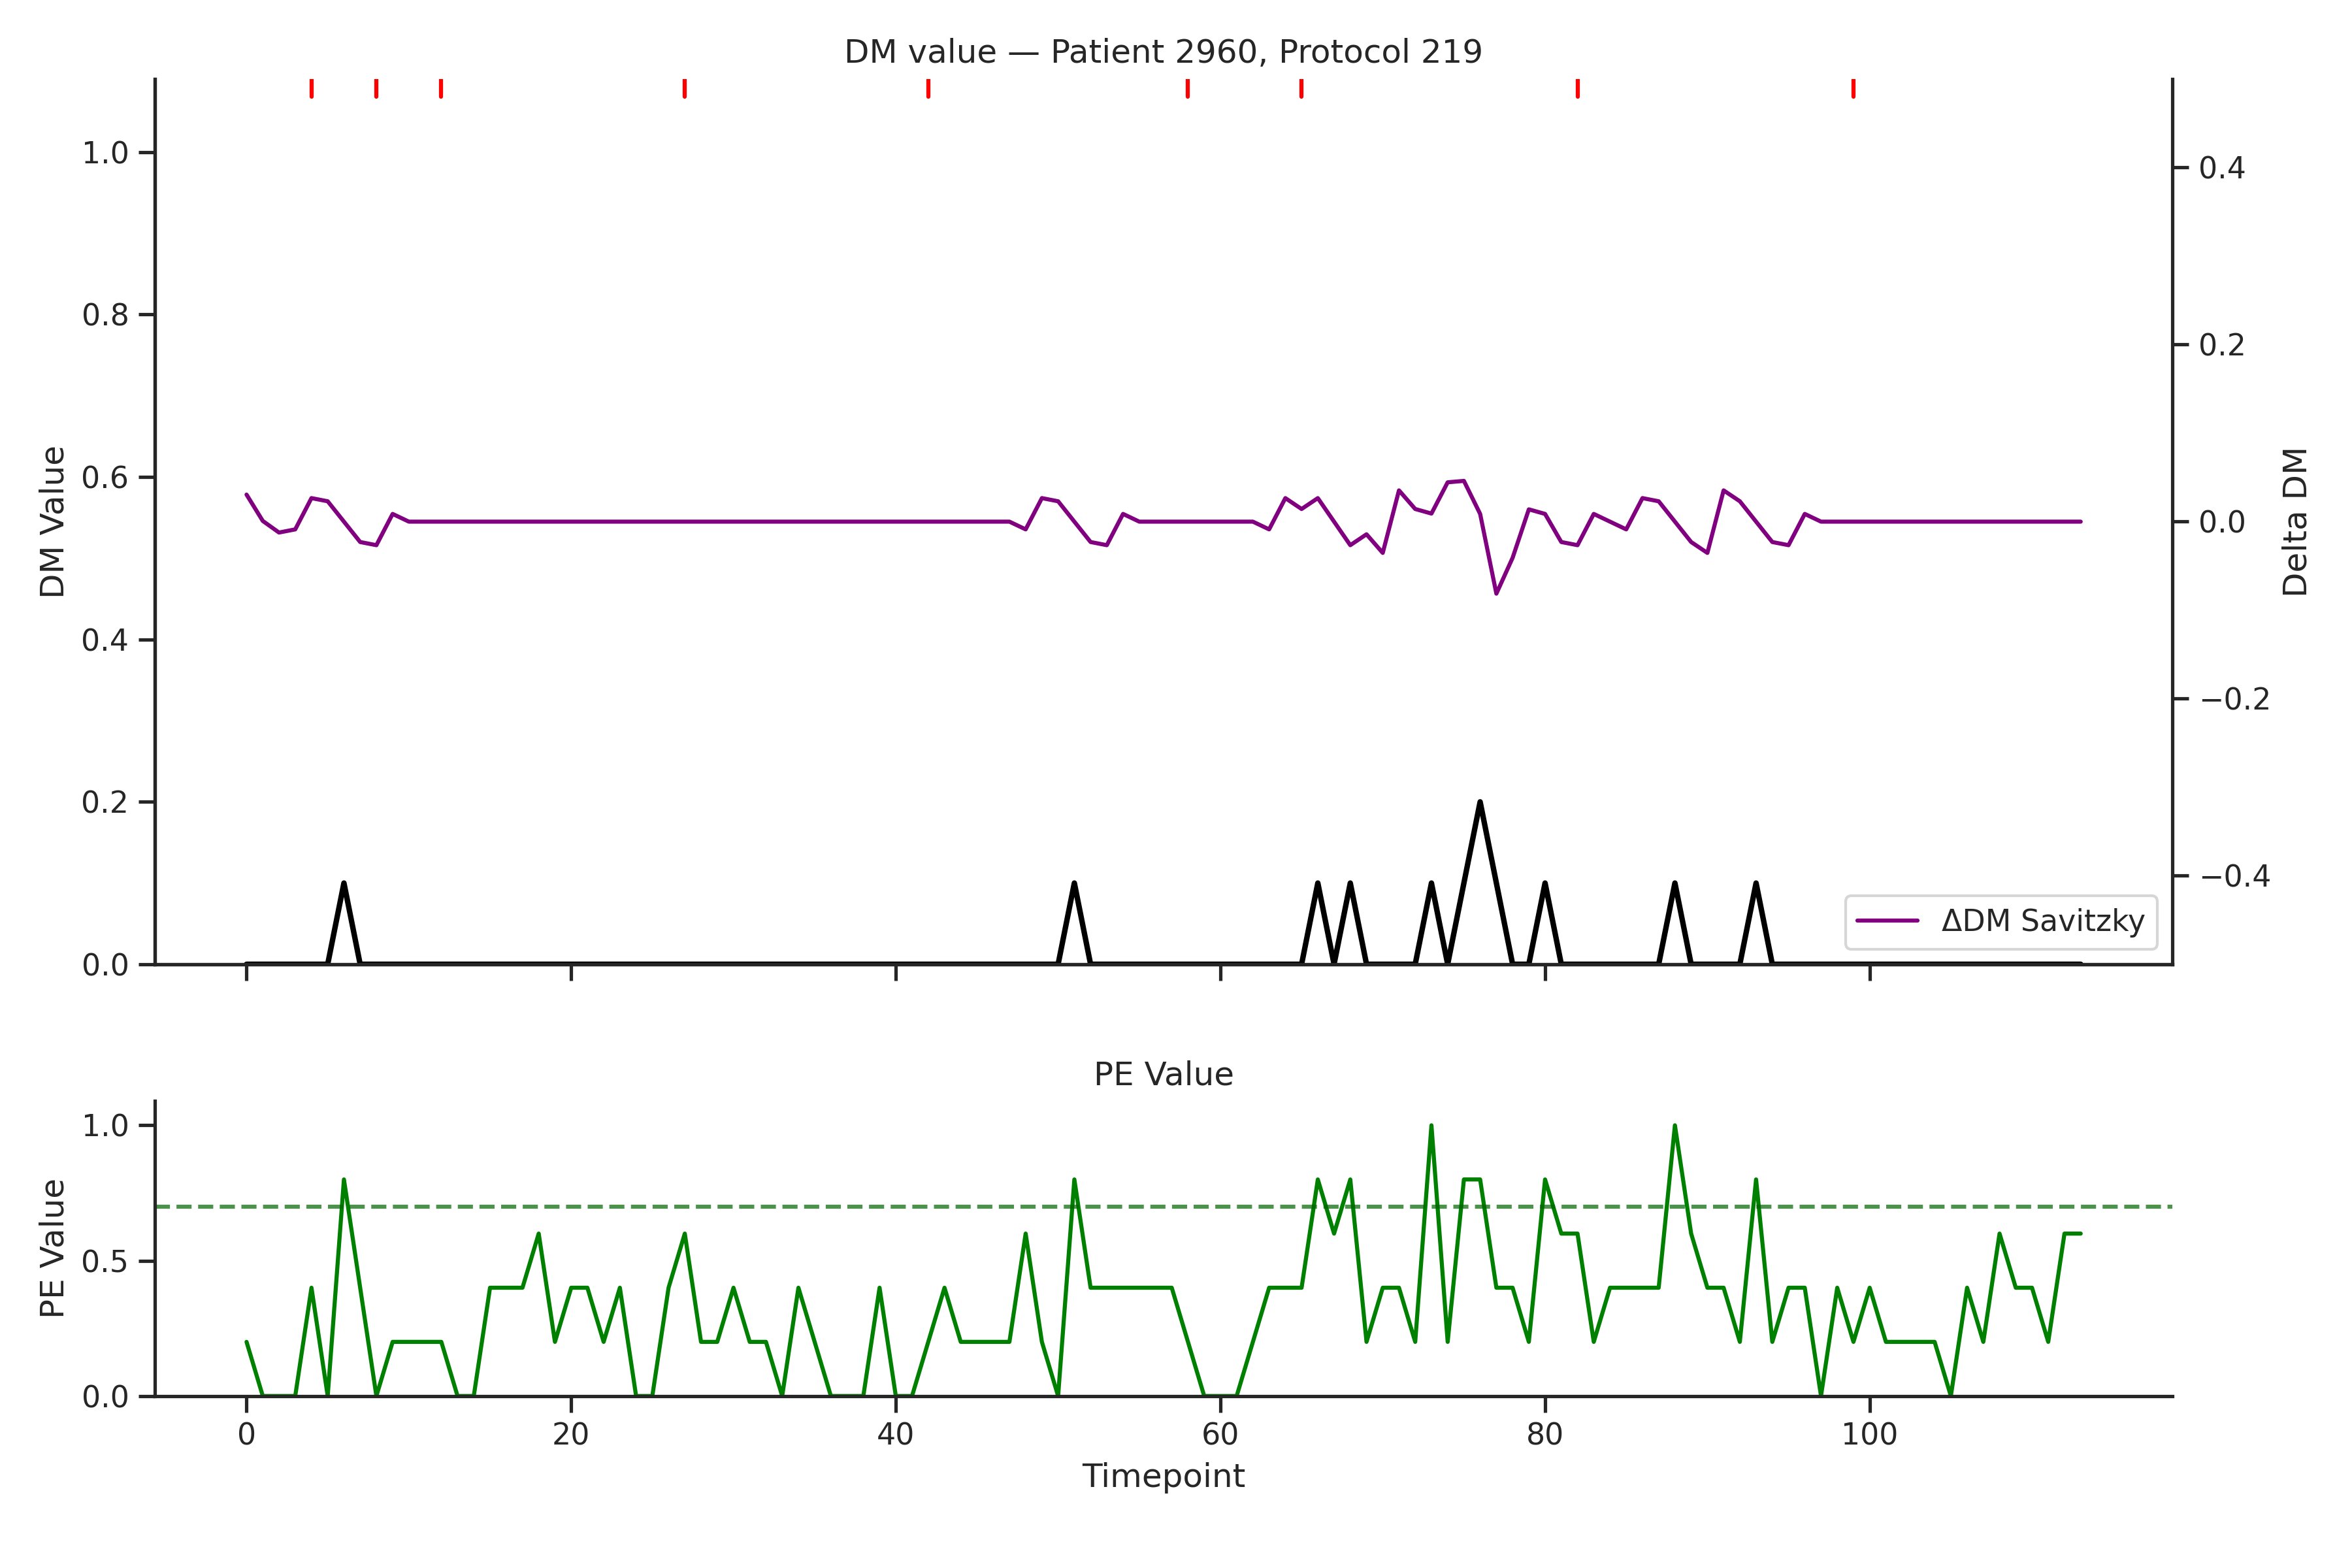 DM value — Patient 2960, Protocol 219
1.0
0.8
0.6
0.4
0.2
0.0
DM Value
0.4
0.2
0.0
−0.2
−0.4
Delta DM
ΔDM Savitzky
PE Value
1.0
0.5
0.0
PE Value
0 20 40 60 80 100
Timepoint